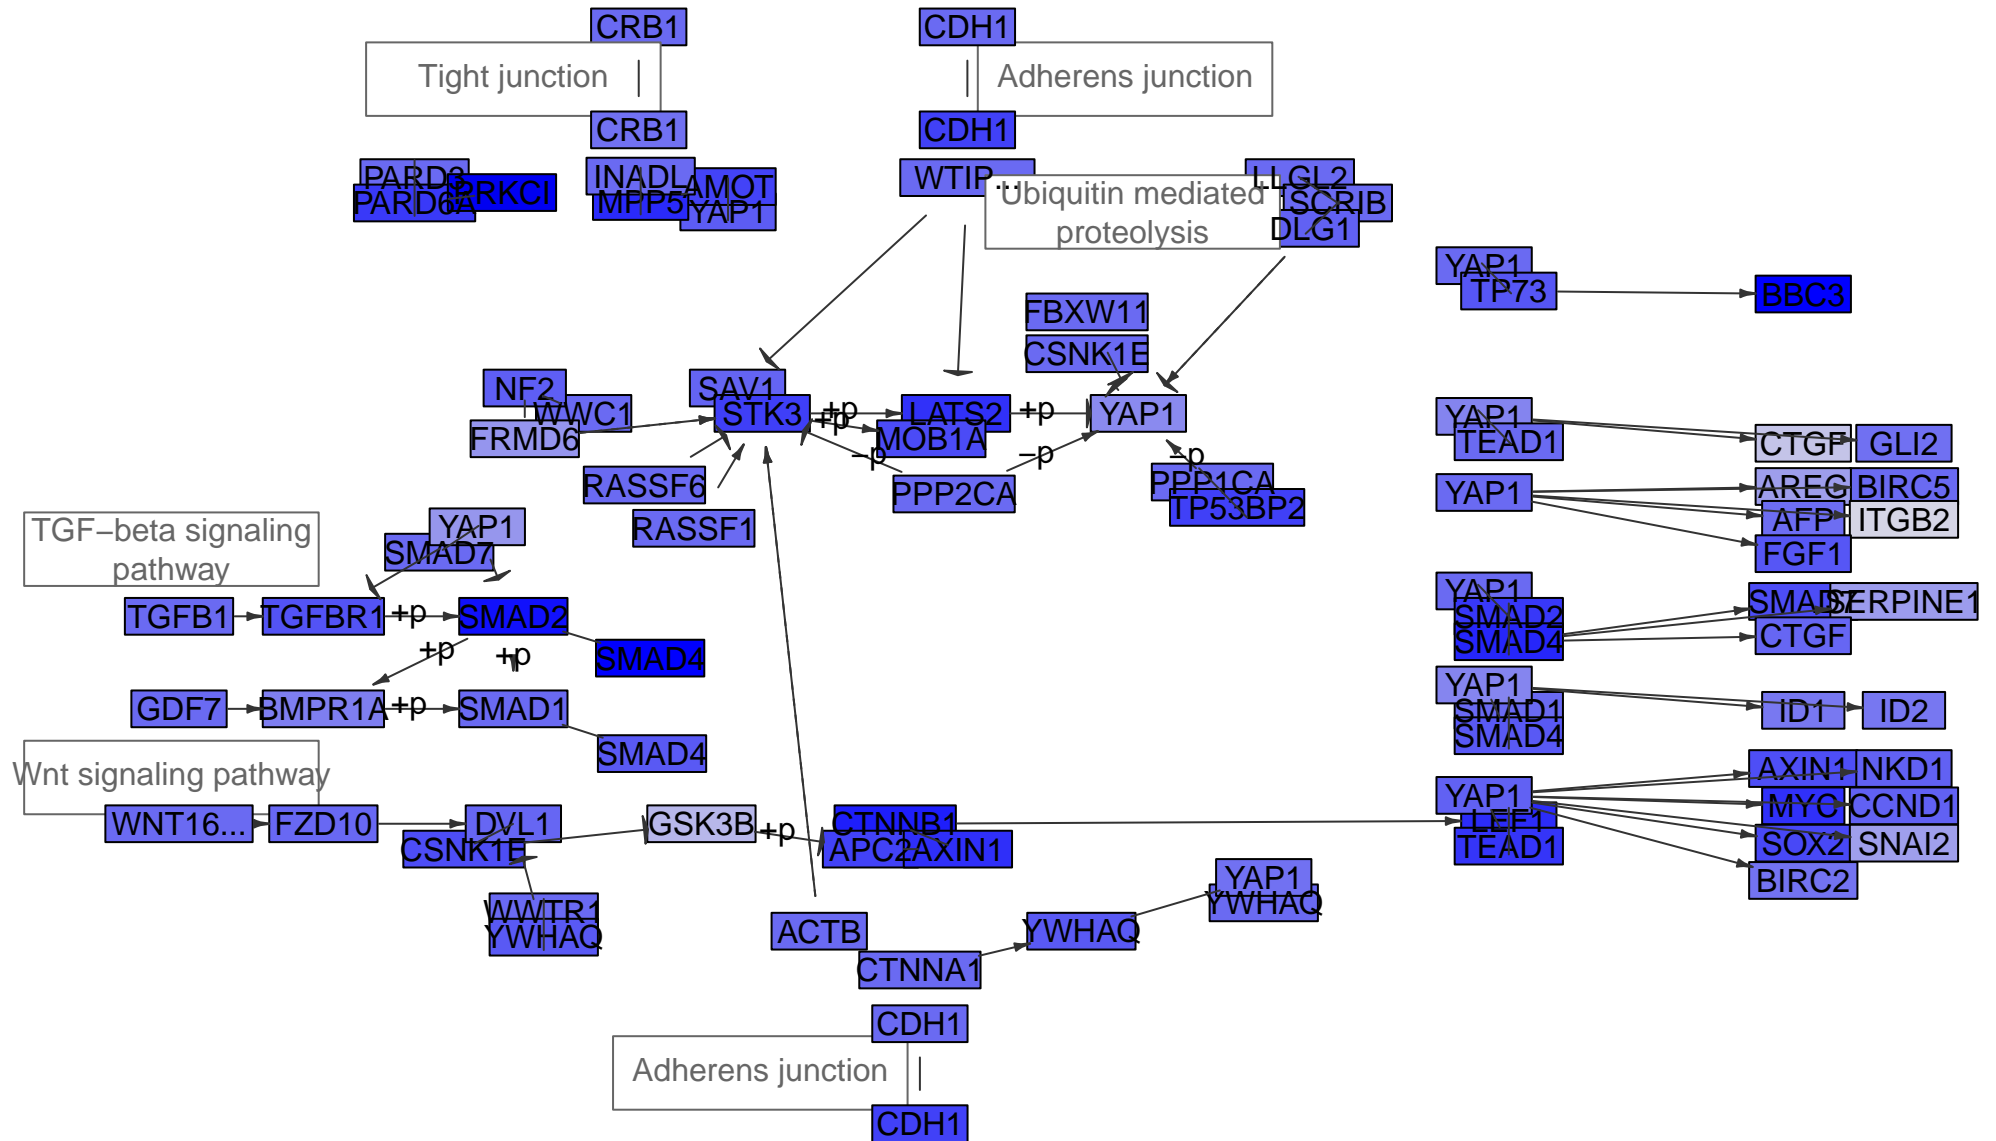 CRB1
CDH1
Tight junction
Adherens junction
CRB1
CDH1
PARD3
PARD6A
PRKCI
INADL
MPP5
AMOT
YAP1
WTIP...
LLGL2
SCRIB
DLG1
Ubiquitin mediated
proteolysis
YAP1
TP73
BBC3
FBXW11
CSNK1E
NF2
WWC1
FRMD6
SAV1
STK3
+p
+p
LATS2
MOB1A
+p
YAP1
−p
−p
−p
PPP2CA
PPP1CA
TP53BP2
RASSF6
RASSF1
YAP1
TEAD1
CTGF
GLI2
YAP1
AREG
BIRC5
AFP
ITGB2
FGF1
TGF−beta signaling
pathway
YAP1
SMAD7
TGFB1
TGFBR1
+p
SMAD2
+p
+p
SMAD4
YAP1
SMAD2
SMAD4
SMAD7
SERPINE1
CTGF
GDF7
BMPR1A
+p
SMAD1
SMAD4
YAP1
SMAD1
SMAD4
ID1
ID2
Wnt signaling pathway
WNT16...
FZD10
DVL1
CSNK1E
GSK3B
+p
CTNNB1
APC2
AXIN1
YAP1
LEF1
TEAD1
AXIN1
NKD1
MYC
CCND1
SOX2
SNAI2
BIRC2
WWTR1
YWHAQ
ACTB
CTNNA1
YWHAQ
YAP1
YWHAQ
CDH1
Adherens junction
CDH1